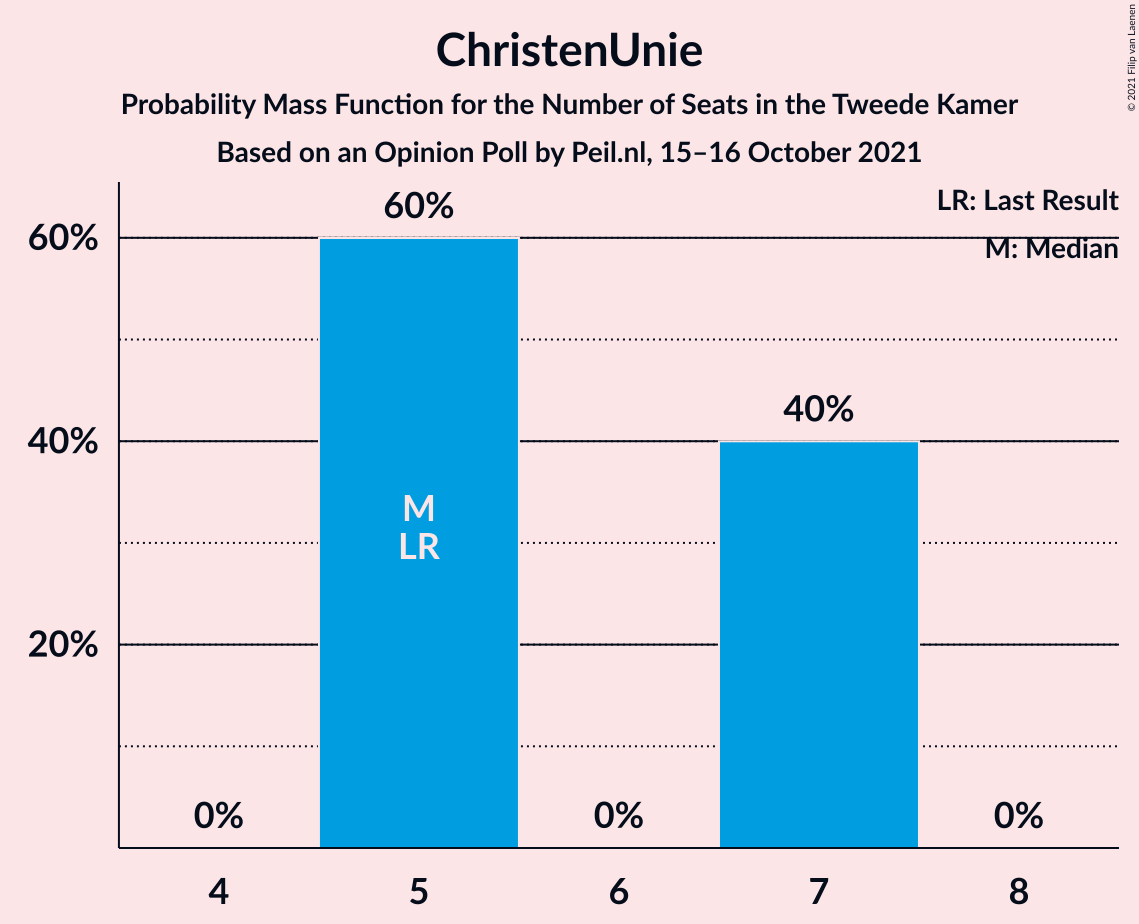 ChristenUnie
Probability Mass Function for the Number of Seats in the Tweede Kamer
Based on an Opinion Poll by Peil.nl, 15–16 October 2021
© 2021 Filip van Laenen
LR: Last Result
M: Median
60%
40%
20%
60%
40%
M
LR
0%
0%
0%
4
5
6
7
8